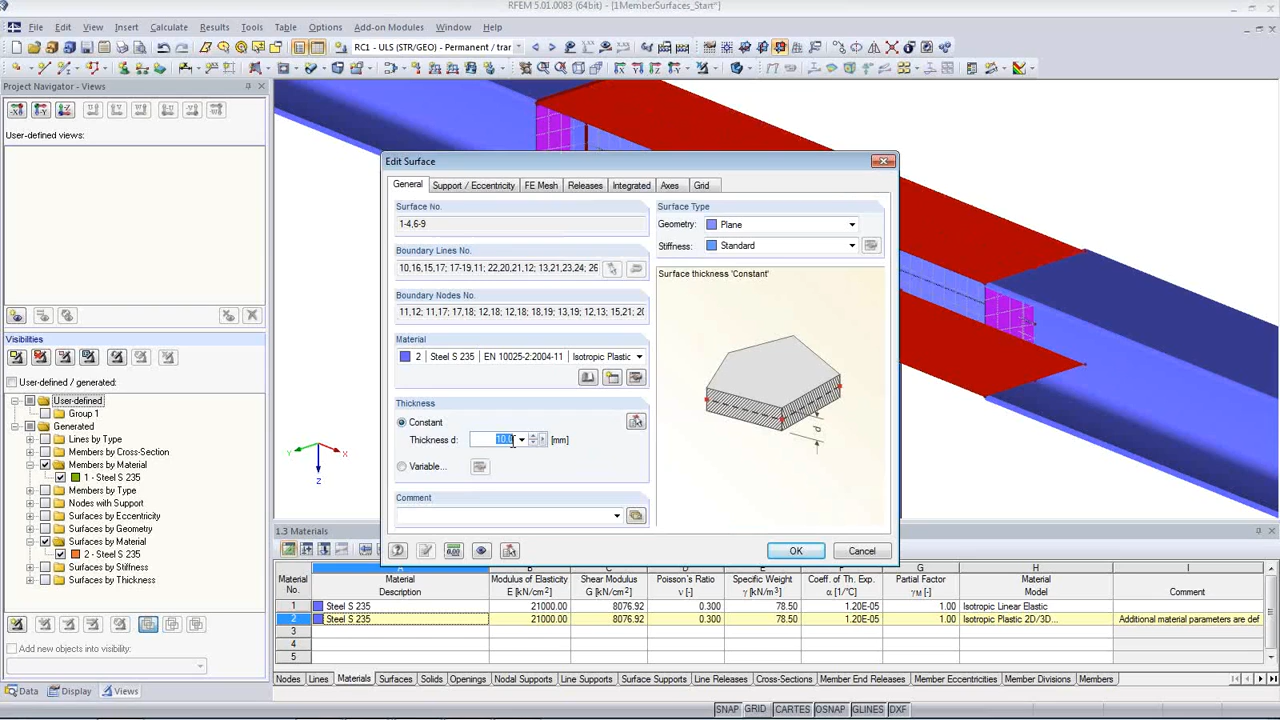 RFEM 5.01.0083 (64bit) - [1MemberSurfaces_Start*]
File Edit View Insert Calculate Results Tools Table Options Add-on Modules Window Help
RC1 - ULS (STR/GEO) - Permanent / tran
Project Navigator - Views
User-defined views:
Visibilities
User-defined / generated:
User-defined
Group 1
Generated
Lines by Type
Members by Cross-Section
Members by Material
1 - Steel S 235
Members by Type
Nodes with Support
Surfaces by Eccentricity
Surfaces by Geometry
Surfaces by Material
2 - Steel S 235
Surfaces by Stiffness
Surfaces by Thickness
Add new objects into visibility:
Data Display Views
Y X Z
Edit Surface
General Support / Eccentricity FE Mesh Releases Integrated Axes Grid
Surface No.
1-4,6-9
Boundary Lines No.
10,16,15,17; 17-19,11; 22,20,21,12; 13,21,23,24; 26
Boundary Nodes No.
11,12; 11,17; 17,18; 12,18; 12,18; 18,19; 13,19; 12,13; 15,21; 20
Material
2 Steel S 235 EN 10025-2:2004-11 Isotropic Plastic
Thickness
Constant
Thickness d: 10.0 [mm]
Variable...
Comment
Surface Type
Geometry: Plane
Stiffness: Standard
Surface thickness 'Constant'
d
OK Cancel
1.3 Materials
A B C D E F G H I
Material No. Material Description Modulus of Elasticity E [kN/cm²] Shear Modulus G [kN/cm²] Poisson's Ratio ν [-] Specific Weight γ [kN/m³] Coeff. of Th. Exp. α [1/°C] Partial Factor γM [-] Material Model Comment
1 Steel S 235 21000.00 8076.92 0.300 78.50 1.20E-05 1.00 Isotropic Linear Elastic
2 Steel S 235 21000.00 8076.92 0.300 78.50 1.20E-05 1.00 Isotropic Plastic 2D/3D... Additional material parameters are def
3
4
5
Nodes Lines Materials Surfaces Solids Openings Nodal Supports Line Supports Surface Supports Line Releases Cross-Sections Member End Releases Member Eccentricities Member Divisions Members
SNAP GRID CARTES OSNAP GLINES DXF